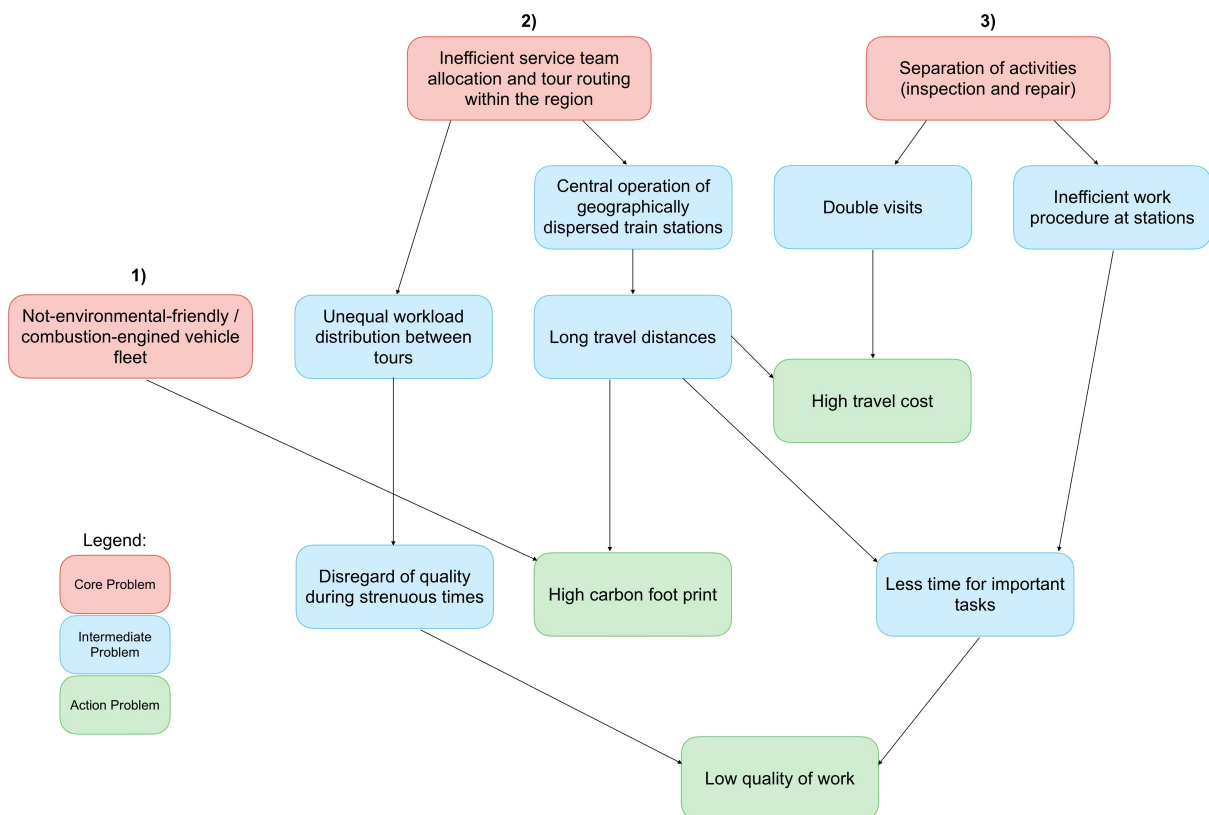 2)
3)
Inefficient service team
allocation and tour routing
within the region
Separation of activities
(inspection and repair)
Central operation of
geographically
dispersed train stations
Double visits
Inefficient work
procedure at stations
1)
Not-environmental-friendly /
combustion-engined vehicle
fleet
Unequal workload
distribution between
tours
Long travel distances
High travel cost
Legend:
Core Problem
Intermediate
Problem
Action Problem
Disregard of quality
during strenuous times
High carbon foot print
Less time for important
tasks
Low quality of work